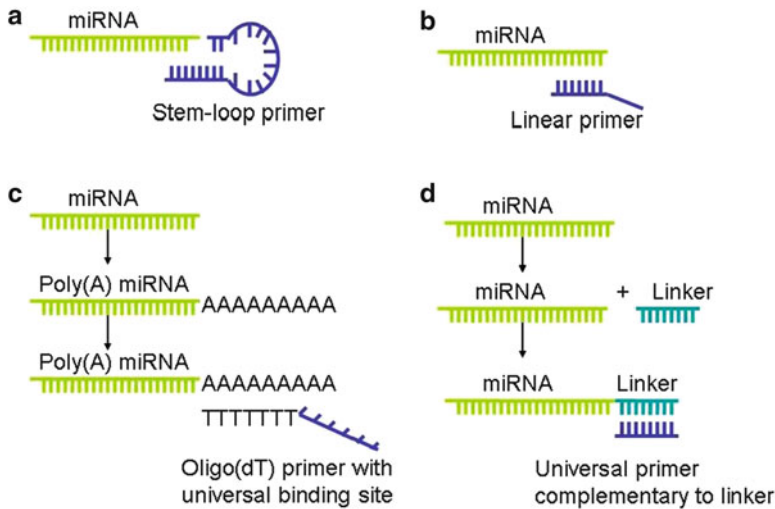 a
miRNA
Stem-loop primer
b
miRNA
Linear primer
c
miRNA
Poly(A) miRNA
AAAAAAAAA
Poly(A) miRNA
AAAAAAAAA
TTTTTTT
Oligo(dT) primer with
universal binding site
d
miRNA
miRNA + Linker
miRNA Linker
Universal primer
complementary to linker